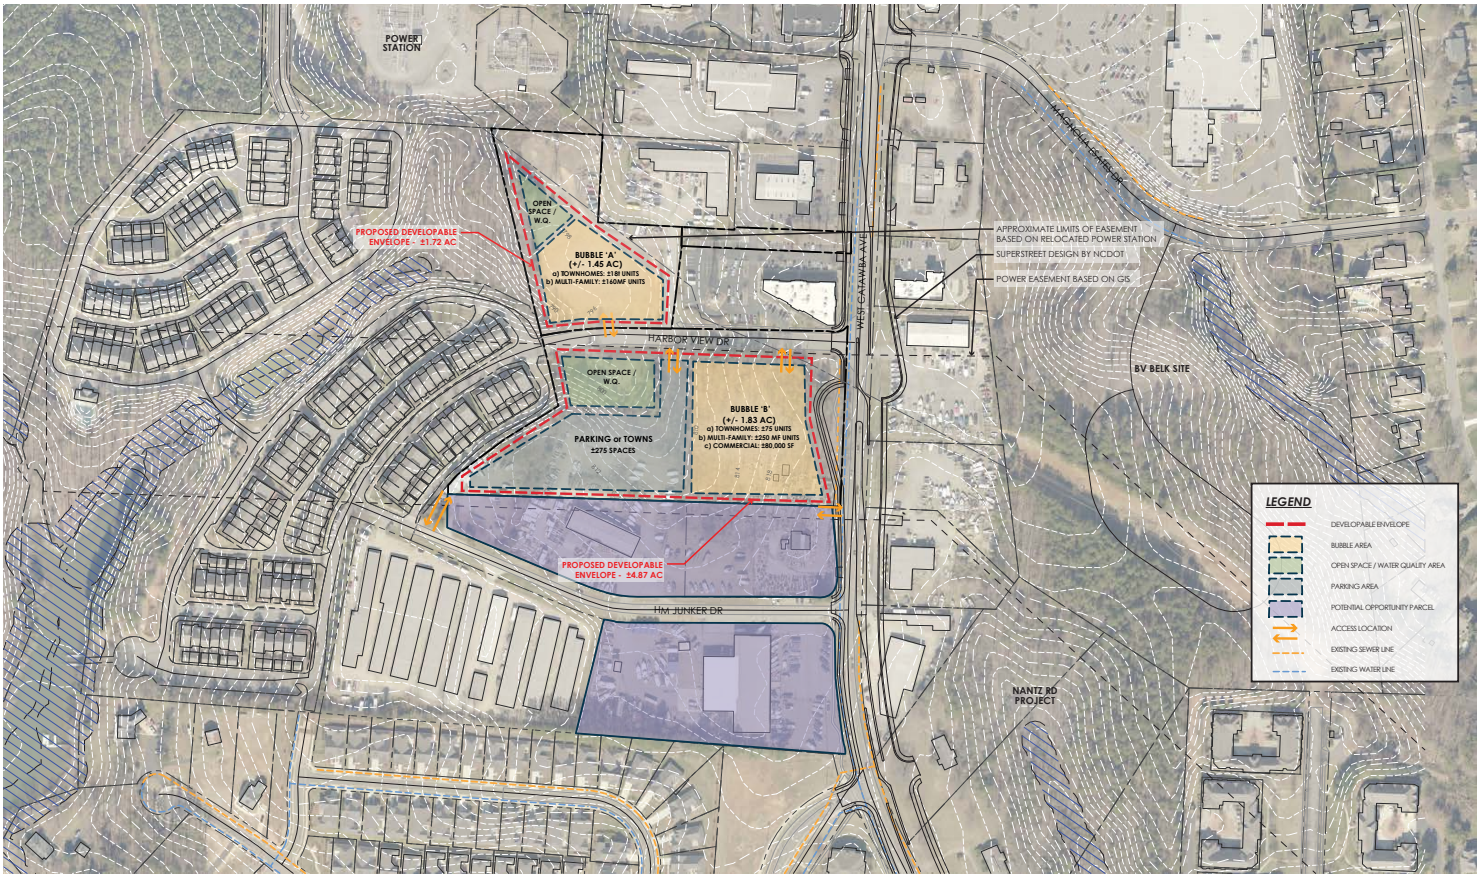 POWER
STATION
MAGNOLIA ESTATES DR
OPEN
SPACE /
W.Q.
PROPOSED DEVELOPABLE
ENVELOPE - ±1.72 AC
BUBBLE 'A'
(+/- 1.45 AC)
a) TOWNHOMES: ±18 UNITS
b) MULTI-FAMILY: ±160MF UNITS
APPROXIMATE LIMITS OF EASEMENT
BASED ON RELOCATED POWER STATION
SUPERSTREET DESIGN BY NCDOT
POWER EASEMENT BASED ON GIS
WEST CATAWBA AVE
HARBOR VIEW DR
OPEN SPACE /
W.Q.
BV BELK SITE
BUBBLE 'B'
(+/- 1.83 AC)
a) TOWNHOMES: ±75 UNITS
b) MULTI-FAMILY: ±250 MF UNITS
c) COMMERCIAL: ±80,000 SF
PARKING or TOWNS
±275 SPACES
812
814
818
PROPOSED DEVELOPABLE
ENVELOPE - ±4.87 AC
HM JUNKER DR
NANTZ RD
PROJECT
LEGEND
DEVELOPABLE ENVELOPE
BUBBLE AREA
OPEN SPACE / WATER QUALITY AREA
PARKING AREA
POTENTIAL OPPORTUNITY PARCEL
ACCESS LOCATION
EXISTING SEWER LINE
EXISTING WATER LINE